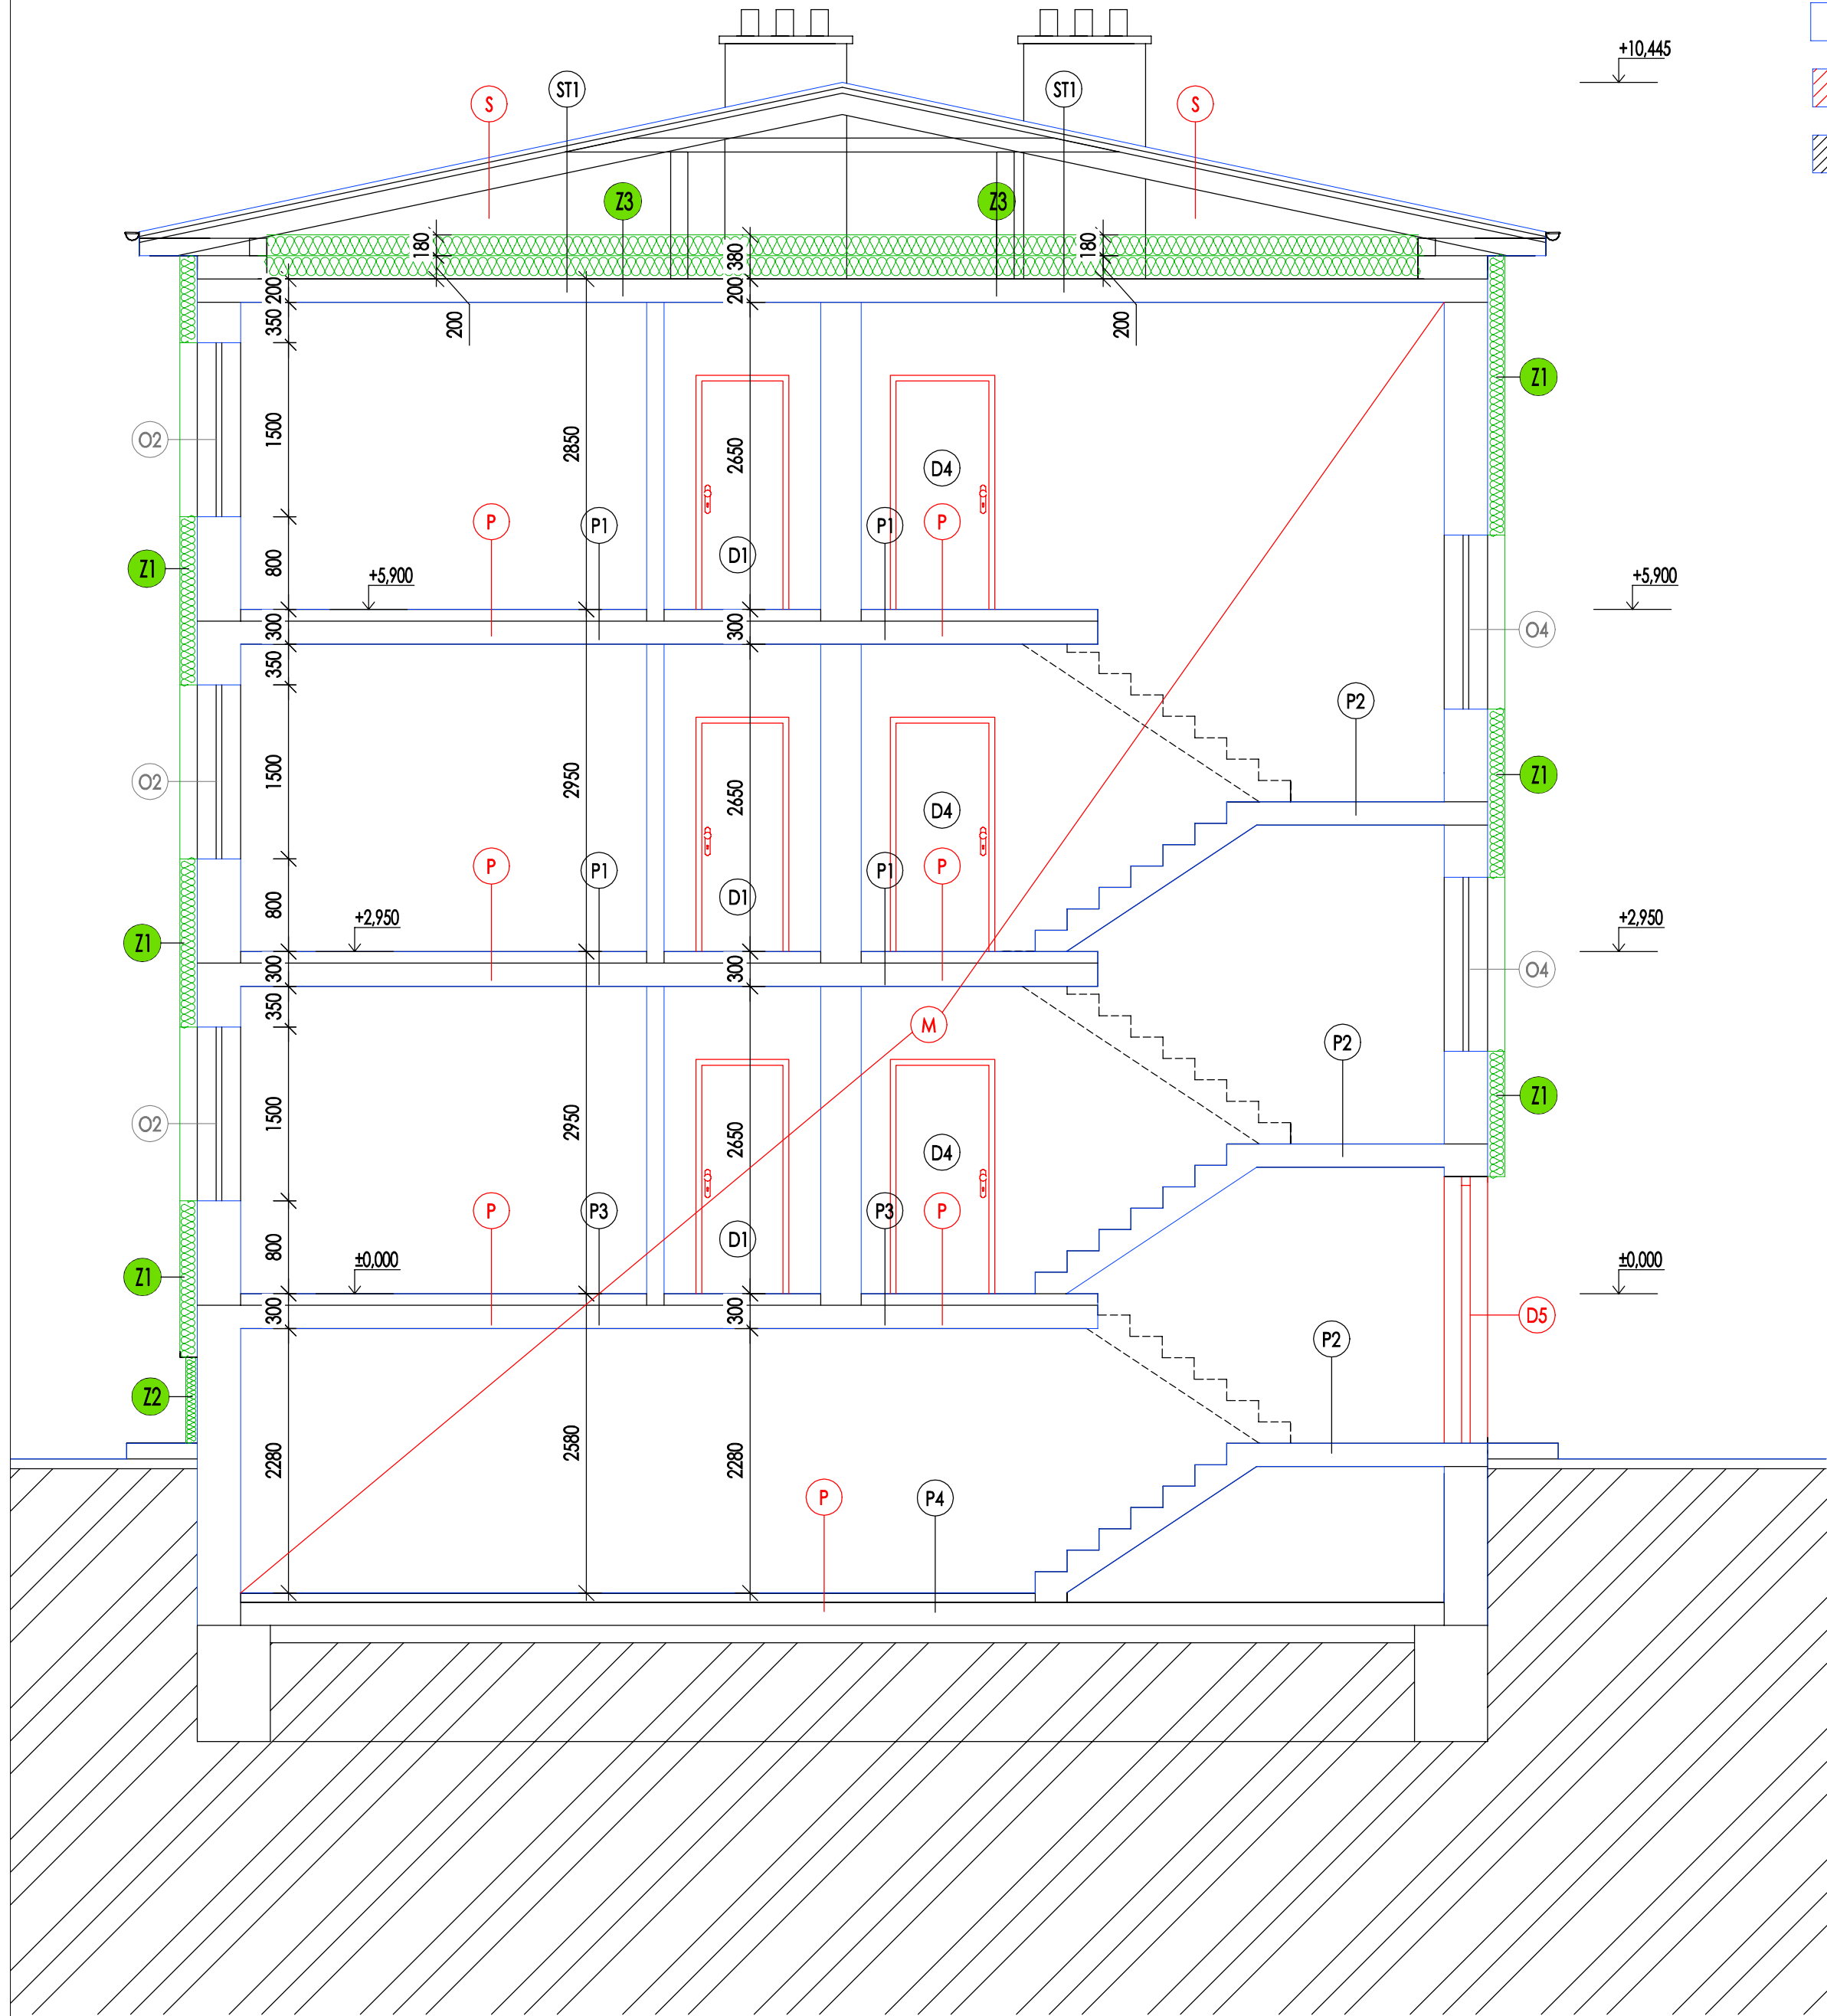 +10,445
ST1 ST1
S S
Z3 Z3
180 380 180
200 200
200 200
350
Z1
1500 2850 2650
O2
D4
P P1 P1 P
D1
Z1 800
+5,900 +5,900
300 300
O4
350
P2
1500 2950 2650
O2 Z1
D4
P P1 P1 P
D1
800
+2,950 +2,950
Z1
300 300
O4
350
M
P2
Z1
1500 2950 2650
O2
D4
P P3 P3 P
D1
800
±0,000 ±0,000
Z1
300 300
D5
P2
Z2
2280 2580 2280
P P4